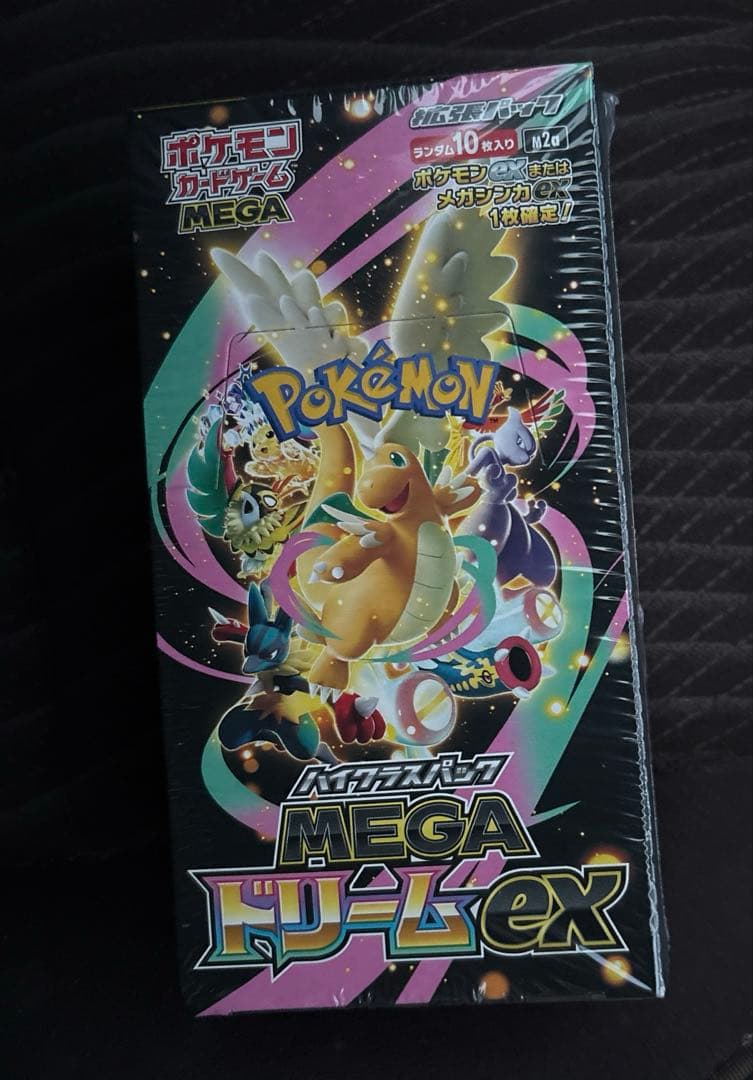 ポケモン
カードゲーム
MEGA
拡張パック
ランダム10枚入り M2a
ポケモンexまたは
メガシンカex
1枚確定!
POKéMON
ハイクラスパック
MEGA
ドリームex